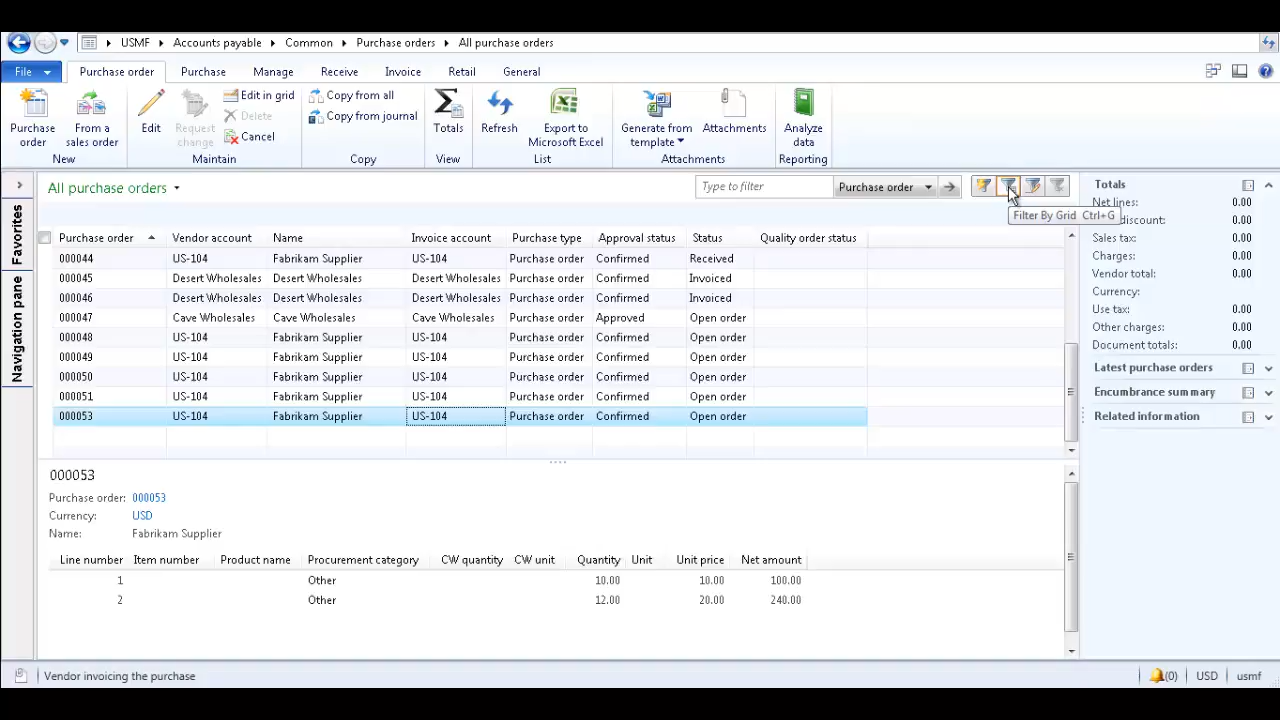 USMF Accounts payable Common Purchase orders All purchase orders
File Purchase order Purchase Manage Receive Invoice Retail General
Purchase order
From a sales order
New
Edit
Request change
Edit in grid
Delete
Cancel
Maintain
Copy from all
Copy from journal
Copy
Totals
View
Refresh
Export to Microsoft Excel
List
Generate from template
Attachments
Attachments
Analyze data
Reporting
Favorites
Navigation pane
All purchase orders
Type to filter
Purchase order
Filter By Grid Ctrl+G
Purchase order Vendor account Name Invoice account Purchase type Approval status Status Quality order status
000044 US-104 Fabrikam Supplier US-104 Purchase order Confirmed Received
000045 Desert Wholesales Desert Wholesales Desert Wholesales Purchase order Confirmed Invoiced
000046 Desert Wholesales Desert Wholesales Desert Wholesales Purchase order Confirmed Invoiced
000047 Cave Wholesales Cave Wholesales Cave Wholesales Purchase order Approved Open order
000048 US-104 Fabrikam Supplier US-104 Purchase order Confirmed Open order
000049 US-104 Fabrikam Supplier US-104 Purchase order Confirmed Open order
000050 US-104 Fabrikam Supplier US-104 Purchase order Confirmed Open order
000051 US-104 Fabrikam Supplier US-104 Purchase order Confirmed Open order
000053 US-104 Fabrikam Supplier US-104 Purchase order Confirmed Open order
000053
Purchase order: 000053
Currency: USD
Name: Fabrikam Supplier
Line number Item number Product name Procurement category CW quantity CW unit Quantity Unit Unit price Net amount
1 Other 10.00 10.00 100.00
2 Other 12.00 20.00 240.00
Totals
Net lines: 0.00
discount: 0.00
Sales tax: 0.00
Charges: 0.00
Vendor total: 0.00
Currency:
Use tax: 0.00
Other charges: 0.00
Document totals: 0.00
Latest purchase orders
Encumbrance summary
Related information
Vendor invoicing the purchase
(0) USD usmf